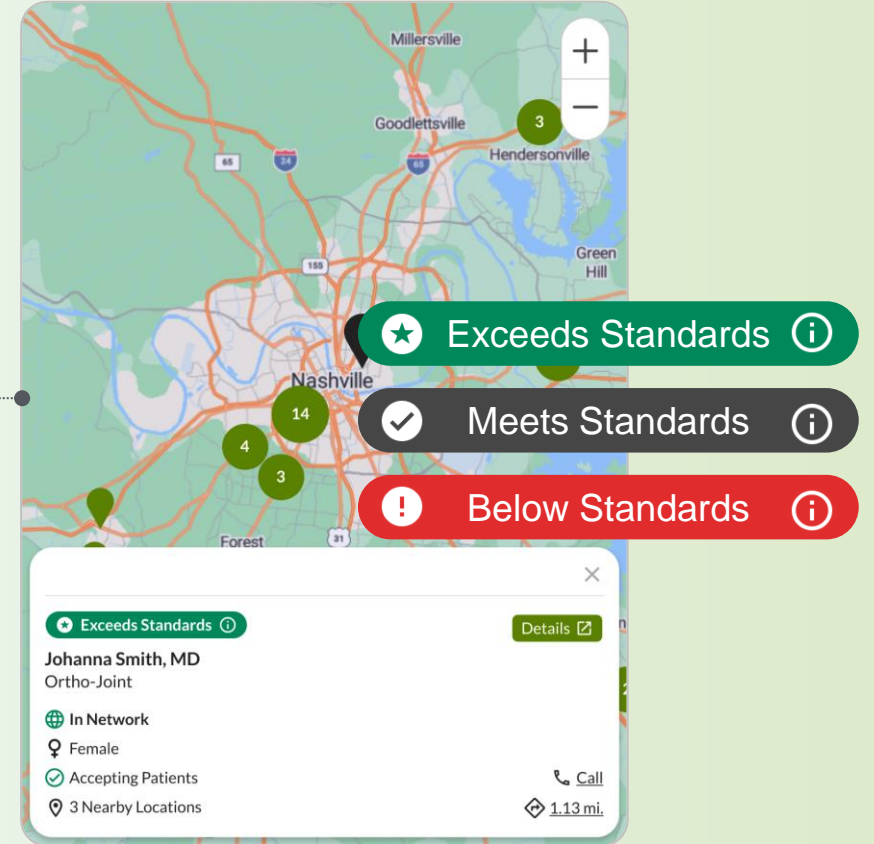 Millersville
+
Goodlettsville
3
−
Hendersonville
65
24
65
Green
Hill
155
Exceeds Standards
Nashville
14
Meets Standards
4
3
Below Standards
Forest
31
×
Exceeds Standards
Details
Johanna Smith, MD
Ortho-Joint
In Network
Female
Accepting Patients
Call
3 Nearby Locations
1.13 mi.